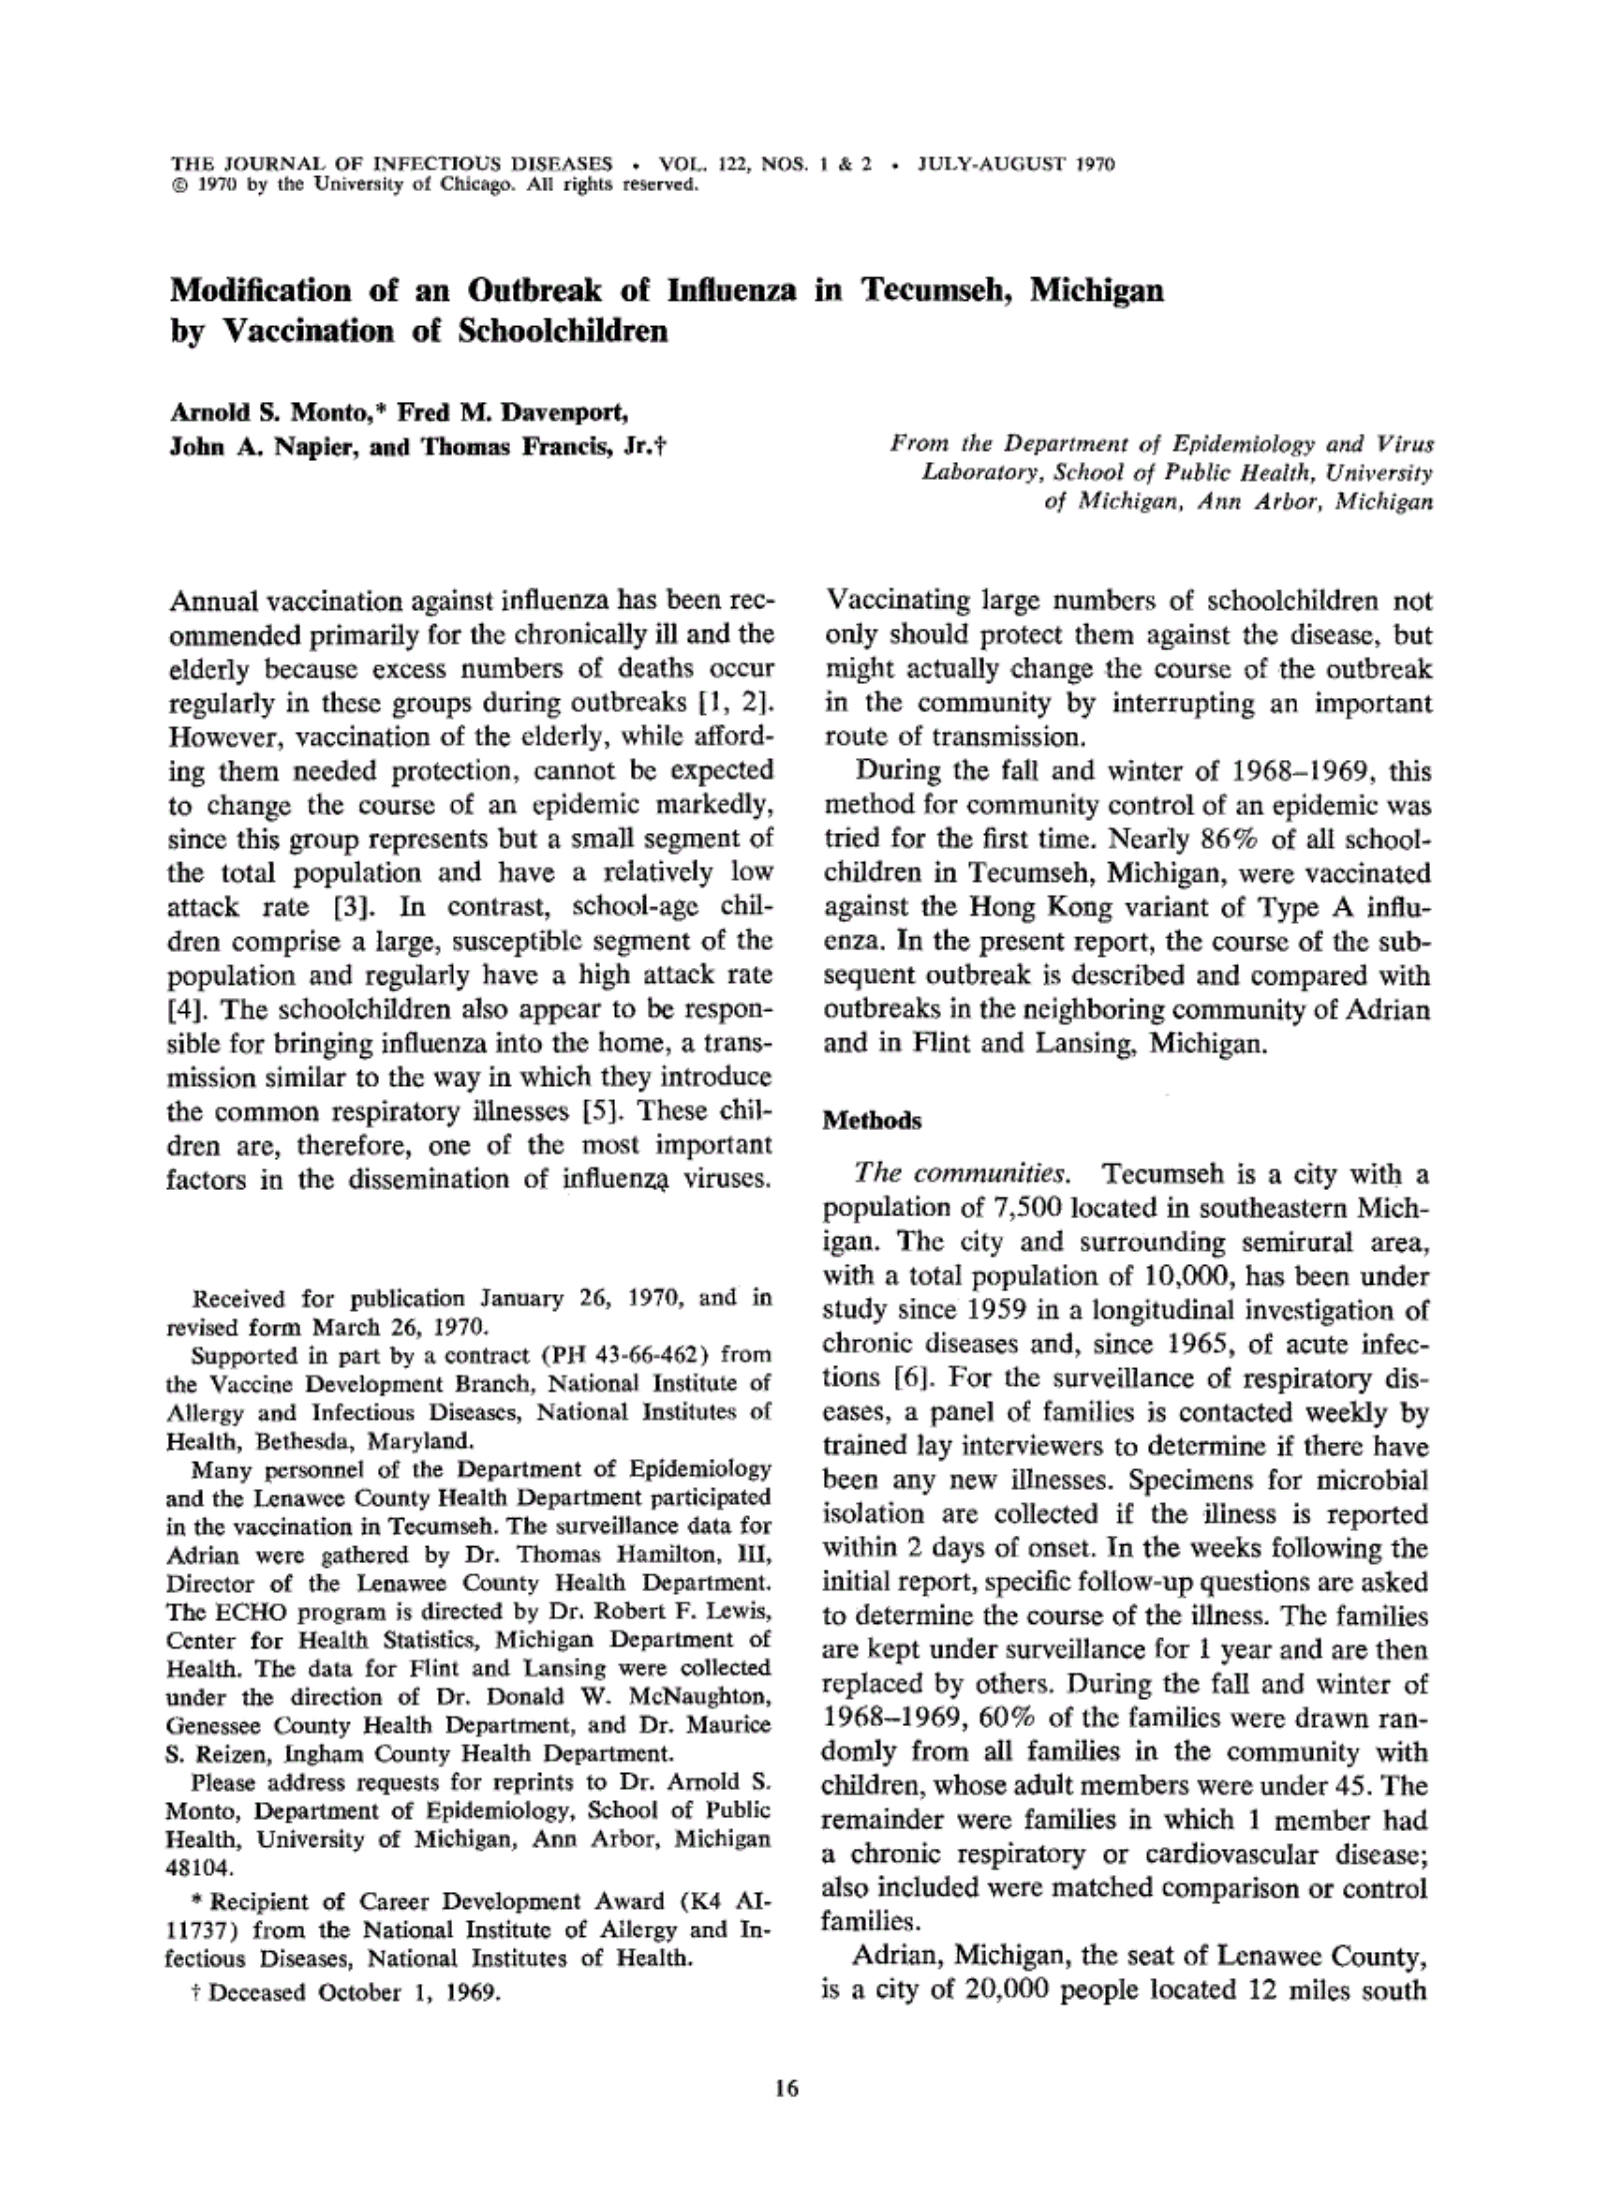 THE JOURNAL OF INFECTIOUS DISEASES • VOL. 122, NOS. 1 & 2 • JULY-AUGUST 1970
© 1970 by the University of Chicago. All rights reserved.
Modification of an Outbreak of Influenza in Tecumseh, Michigan
by Vaccination of Schoolchildren
Arnold S. Monto,* Fred M. Davenport,
John A. Napier, and Thomas Francis, Jr.†
From the Department of Epidemiology and Virus
Laboratory, School of Public Health, University
of Michigan, Ann Arbor, Michigan
Annual vaccination against influenza has been rec-
ommended primarily for the chronically ill and the
elderly because excess numbers of deaths occur
regularly in these groups during outbreaks [1, 2].
However, vaccination of the elderly, while afford-
ing them needed protection, cannot be expected
to change the course of an epidemic markedly,
since this group represents but a small segment of
the total population and have a relatively low
attack rate [3]. In contrast, school-age chil-
dren comprise a large, susceptible segment of the
population and regularly have a high attack rate
[4]. The schoolchildren also appear to be respon-
sible for bringing influenza into the home, a trans-
mission similar to the way in which they introduce
the common respiratory illnesses [5]. These chil-
dren are, therefore, one of the most important
factors in the dissemination of influenza viruses.
Received for publication January 26, 1970, and in
revised form March 26, 1970.
Supported in part by a contract (PH 43-66-462) from
the Vaccine Development Branch, National Institute of
Allergy and Infectious Diseases, National Institutes of
Health, Bethesda, Maryland.
Many personnel of the Department of Epidemiology
and the Lenawee County Health Department participated
in the vaccination in Tecumseh. The surveillance data for
Adrian were gathered by Dr. Thomas Hamilton, III,
Director of the Lenawee County Health Department.
The ECHO program is directed by Dr. Robert F. Lewis,
Center for Health Statistics, Michigan Department of
Health. The data for Flint and Lansing were collected
under the direction of Dr. Donald W. McNaughton,
Genessee County Health Department, and Dr. Maurice
S. Reizen, Ingham County Health Department.
Please address requests for reprints to Dr. Arnold S.
Monto, Department of Epidemiology, School of Public
Health, University of Michigan, Ann Arbor, Michigan
48104.
* Recipient of Career Development Award (K4 AI-
11737) from the National Institute of Allergy and In-
fectious Diseases, National Institutes of Health.
† Deceased October 1, 1969.
Vaccinating large numbers of schoolchildren not
only should protect them against the disease, but
might actually change the course of the outbreak
in the community by interrupting an important
route of transmission.
During the fall and winter of 1968–1969, this
method for community control of an epidemic was
tried for the first time. Nearly 86% of all school-
children in Tecumseh, Michigan, were vaccinated
against the Hong Kong variant of Type A influ-
enza. In the present report, the course of the sub-
sequent outbreak is described and compared with
outbreaks in the neighboring community of Adrian
and in Flint and Lansing, Michigan.
Methods
The communities. Tecumseh is a city with a
population of 7,500 located in southeastern Mich-
igan. The city and surrounding semirural area,
with a total population of 10,000, has been under
study since 1959 in a longitudinal investigation of
chronic diseases and, since 1965, of acute infec-
tions [6]. For the surveillance of respiratory dis-
eases, a panel of families is contacted weekly by
trained lay interviewers to determine if there have
been any new illnesses. Specimens for microbial
isolation are collected if the illness is reported
within 2 days of onset. In the weeks following the
initial report, specific follow-up questions are asked
to determine the course of the illness. The families
are kept under surveillance for 1 year and are then
replaced by others. During the fall and winter of
1968–1969, 60% of the families were drawn ran-
domly from all families in the community with
children, whose adult members were under 45. The
remainder were families in which 1 member had
a chronic respiratory or cardiovascular disease;
also included were matched comparison or control
families.
Adrian, Michigan, the seat of Lenawee County,
is a city of 20,000 people located 12 miles south
16